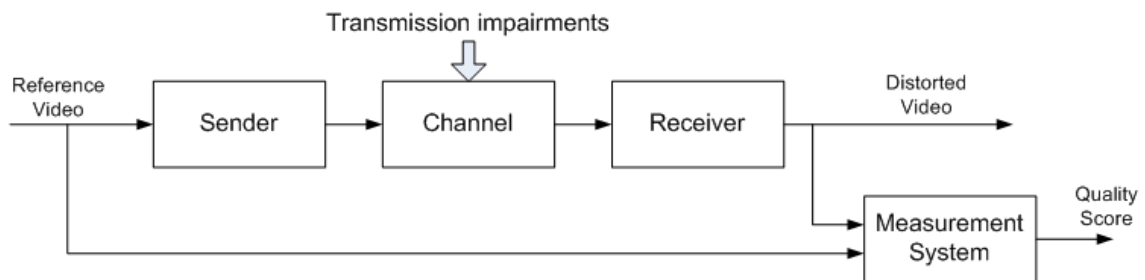 Transmission impairments
Reference
Video
Sender
Channel
Receiver
Distorted
Video
Measurement
System
Quality
Score